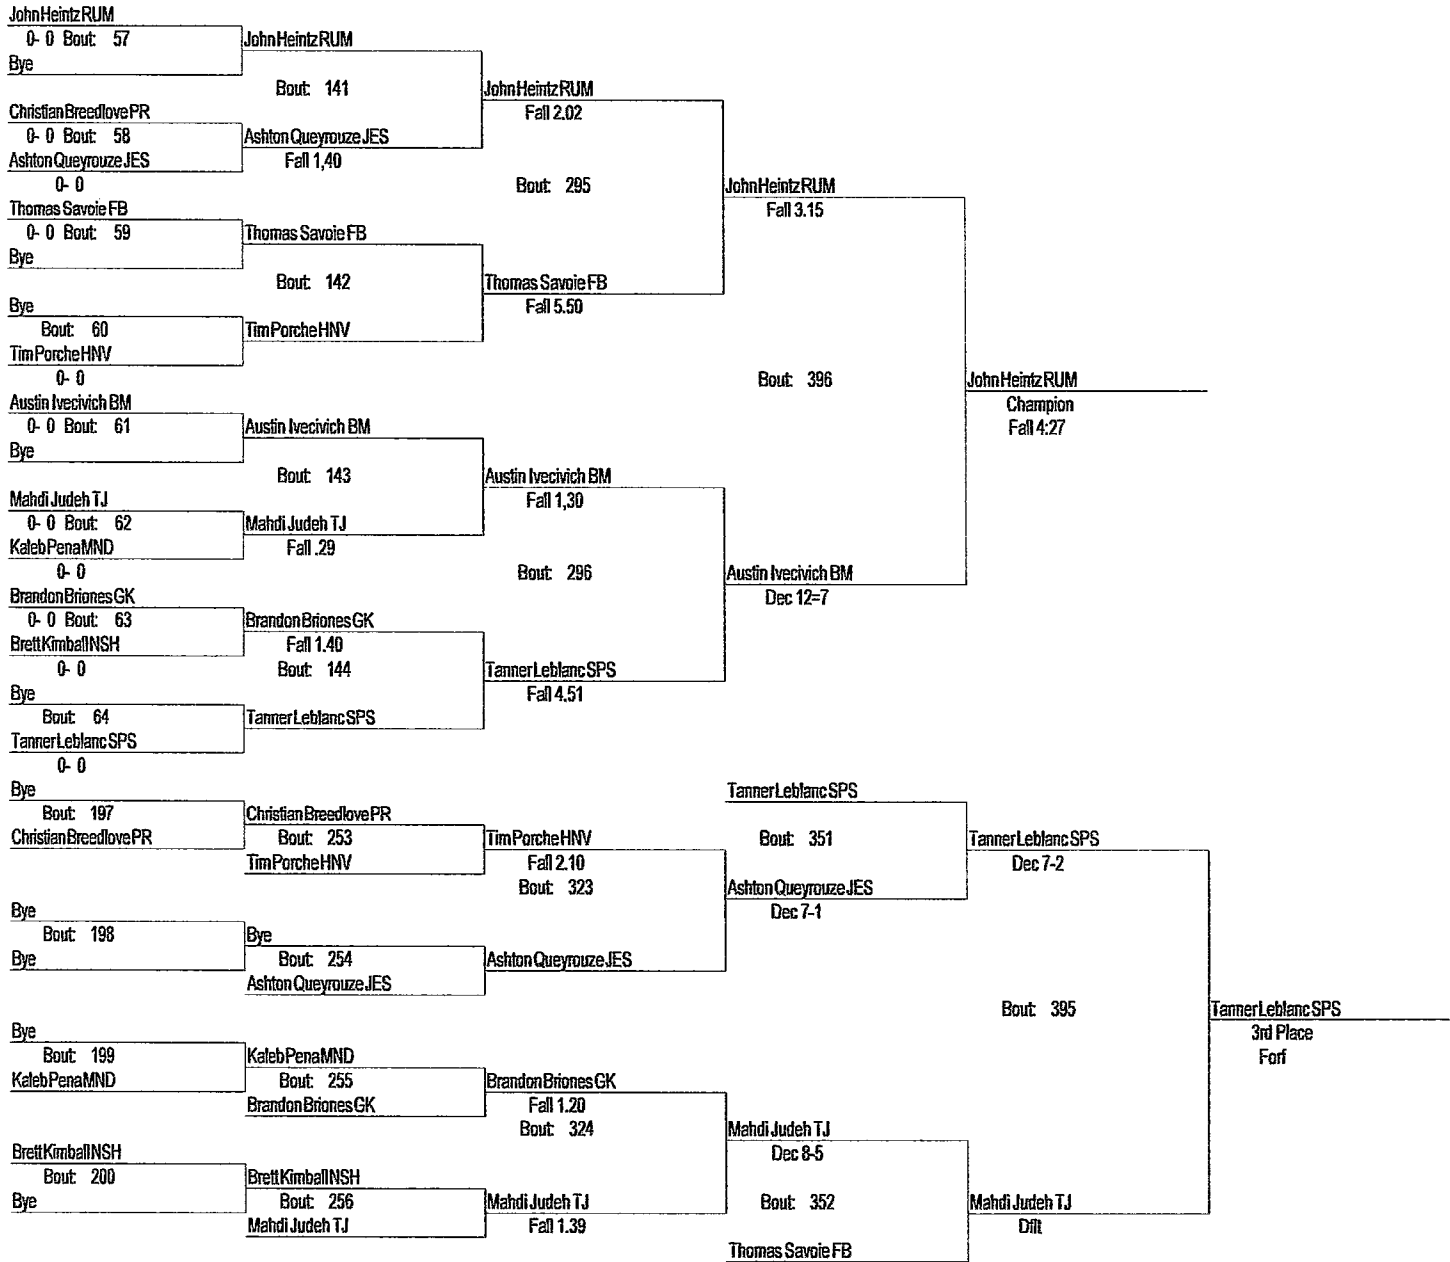 John Heintz RUM
0- 0 Bout: 57
John Heintz RUM
Bye
Bout: 141
John Heintz RUM
Fall 2.02
Christian Breedlove PR
0- 0 Bout: 58
Ashton Queyrouze JES
Ashton Queyrouze JES
Fall 1,40
0- 0
Bout: 295
John Heintz RUM
Fall 3.15
Thomas Savoie FB
0- 0 Bout: 59
Thomas Savoie FB
Bye
Bout: 142
Thomas Savoie FB
Fall 5.50
Bye
Bout: 60
Tim Porche HNV
Tim Porche HNV
0- 0
Bout: 396
John Heintz RUM
Champion
Fall 4:27
Austin Ivecivich BM
0- 0 Bout: 61
Austin Ivecivich BM
Bye
Bout: 143
Austin Ivecivich BM
Fall 1,30
Mahdi Judeh TJ
0- 0 Bout: 62
Mahdi Judeh TJ
Kaleb Pena MND
Fall .29
0- 0
Bout: 296
Austin Ivecivich BM
Dec 12=7
Brandon Briones GK
0- 0 Bout: 63
Brandon Briones GK
Brett Kimball NSH
Fall 1.40
0- 0
Bout: 144
Tanner Leblanc SPS
Fall 4.51
Bye
Bout: 64
Tanner Leblanc SPS
Tanner Leblanc SPS
0- 0
Bye
Tanner Leblanc SPS
Bout: 197
Christian Breedlove PR
Christian Breedlove PR
Bout: 253
Tim Porche HNV
Tim Porche HNV
Fall 2.10
Bout: 323
Bout: 351
Tanner Leblanc SPS
Dec 7-2
Ashton Queyrouze JES
Dec 7-1
Bye
Bout: 198
Bye
Bye
Bout: 254
Ashton Queyrouze JES
Ashton Queyrouze JES
Bout: 395
Tanner Leblanc SPS
3rd Place
Forf
Bye
Bout: 199
Kaleb Pena MND
Kaleb Pena MND
Bout: 255
Brandon Briones GK
Brandon Briones GK
Fall 1.20
Bout: 324
Mahdi Judeh TJ
Dec 8-5
Brett Kimball NSH
Bout: 200
Bye
Brett Kimball NSH
Bout: 256
Mahdi Judeh TJ
Mahdi Judeh TJ
Fall 1.39
Bout: 352
Mahdi Judeh TJ
Dflt
Thomas Savoie FB